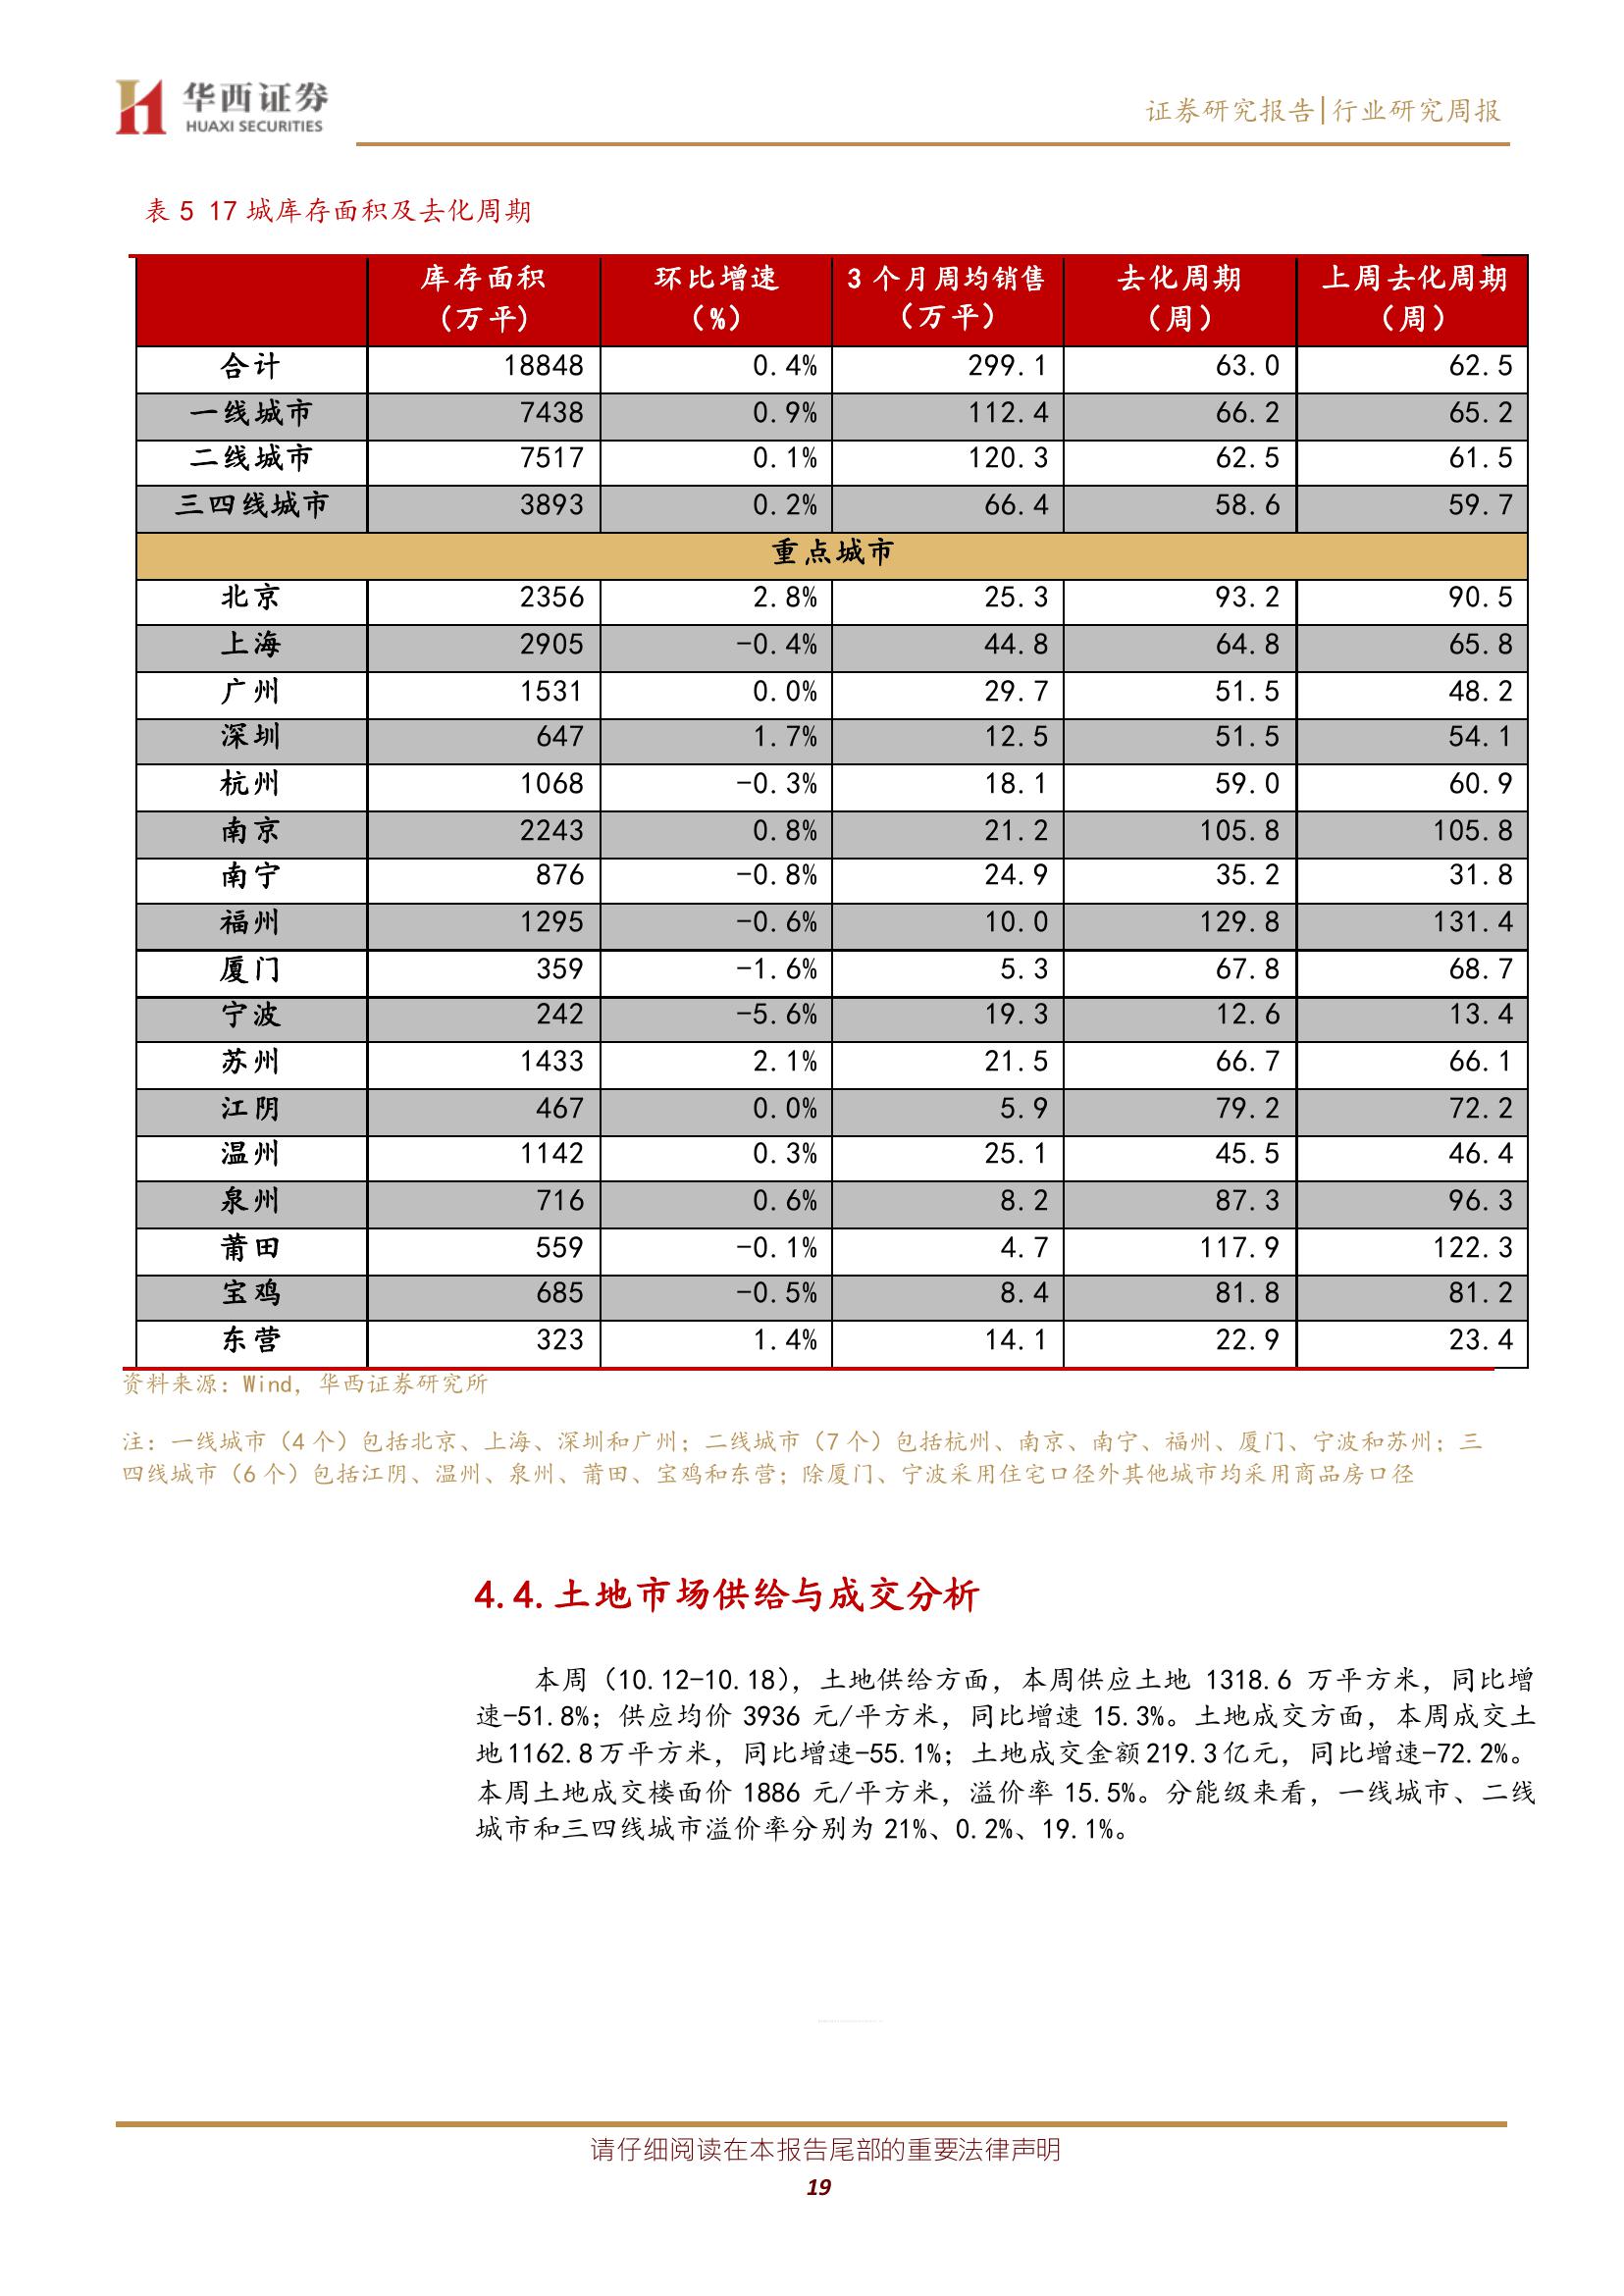 华西证券
HUAXI SECURITIES
证券研究报告|行业研究周报
表 5 17 城库存面积及去化周期
库存面积（万平） 环比增速（%） 3 个月周均销售（万平） 去化周期（周） 上周去化周期（周）
合计 18848 0.4% 299.1 63.0 62.5
一线城市 7438 0.9% 112.4 66.2 65.2
二线城市 7517 0.1% 120.3 62.5 61.5
三四线城市 3893 0.2% 66.4 58.6 59.7
重点城市
北京 2356 2.8% 25.3 93.2 90.5
上海 2905 -0.4% 44.8 64.8 65.8
广州 1531 0.0% 29.7 51.5 48.2
深圳 647 1.7% 12.5 51.5 54.1
杭州 1068 -0.3% 18.1 59.0 60.9
南京 2243 0.8% 21.2 105.8 105.8
南宁 876 -0.8% 24.9 35.2 31.8
福州 1295 -0.6% 10.0 129.8 131.4
厦门 359 -1.6% 5.3 67.8 68.7
宁波 242 -5.6% 19.3 12.6 13.4
苏州 1433 2.1% 21.5 66.7 66.1
江阴 467 0.0% 5.9 79.2 72.2
温州 1142 0.3% 25.1 45.5 46.4
泉州 716 0.6% 8.2 87.3 96.3
莆田 559 -0.1% 4.7 117.9 122.3
宝鸡 685 -0.5% 8.4 81.8 81.2
东营 323 1.4% 14.1 22.9 23.4
资料来源：Wind，华西证券研究所
注：一线城市（4 个）包括北京、上海、深圳和广州；二线城市（7 个）包括杭州、南京、南宁、福州、厦门、宁波和苏州；三
四线城市（6 个）包括江阴、温州、泉州、莆田、宝鸡和东营；除厦门、宁波采用住宅口径外其他城市均采用商品房口径
4.4.土地市场供给与成交分析
本周（10.12-10.18），土地供给方面，本周供应土地 1318.6 万平方米，同比增
速-51.8%；供应均价 3936 元/平方米，同比增速 15.3%。土地成交方面，本周成交土
地1162.8万平方米，同比增速-55.1%；土地成交金额219.3亿元，同比增速-72.2%。
本周土地成交楼面价 1886 元/平方米，溢价率 15.5%。分能级来看，一线城市、二线
城市和三四线城市溢价率分别为 21%、0.2%、19.1%。
请仔细阅读在本报告尾部的重要法律声明
19